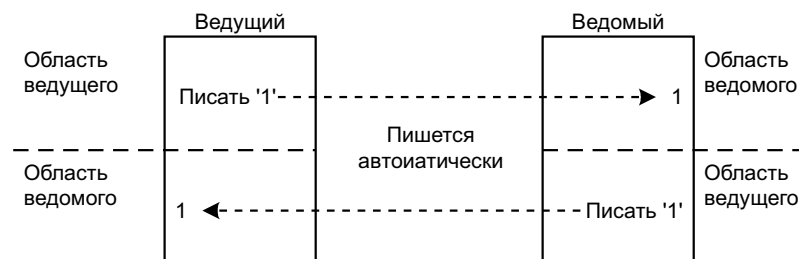 Ведущий
Ведомый
Область
ведущего
Область
ведомого
Писать '1'
1
Пишется
автоиатически
Область
ведомого
Область
ведущего
1
Писать '1'